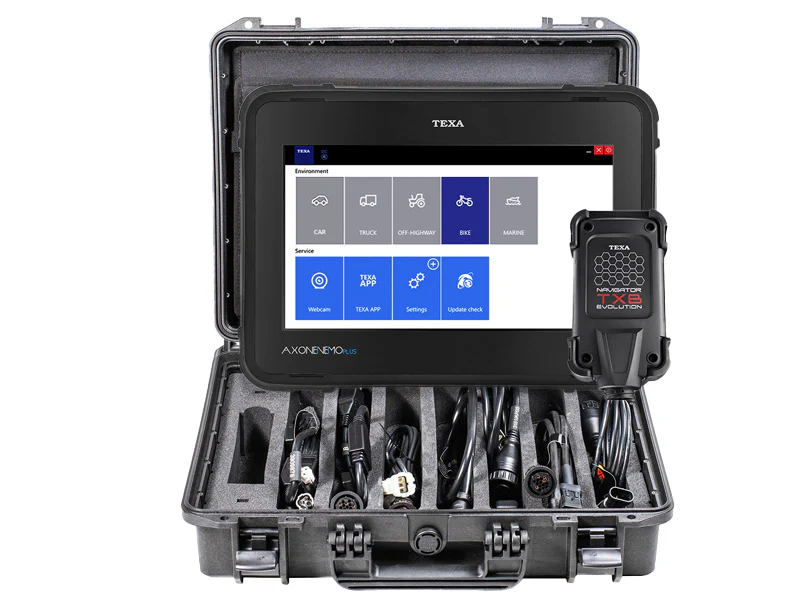 TEXA
TEXA
Environment
CAR
TRUCK
OFF-HIGHWAY
BIKE
MARINE
Service
Webcam
TEXA
APP
TEXA APP
Settings
Update check
AXONE NEMO PLUS
TEXA
NAVIGATOR
TXB
EVOLUTION